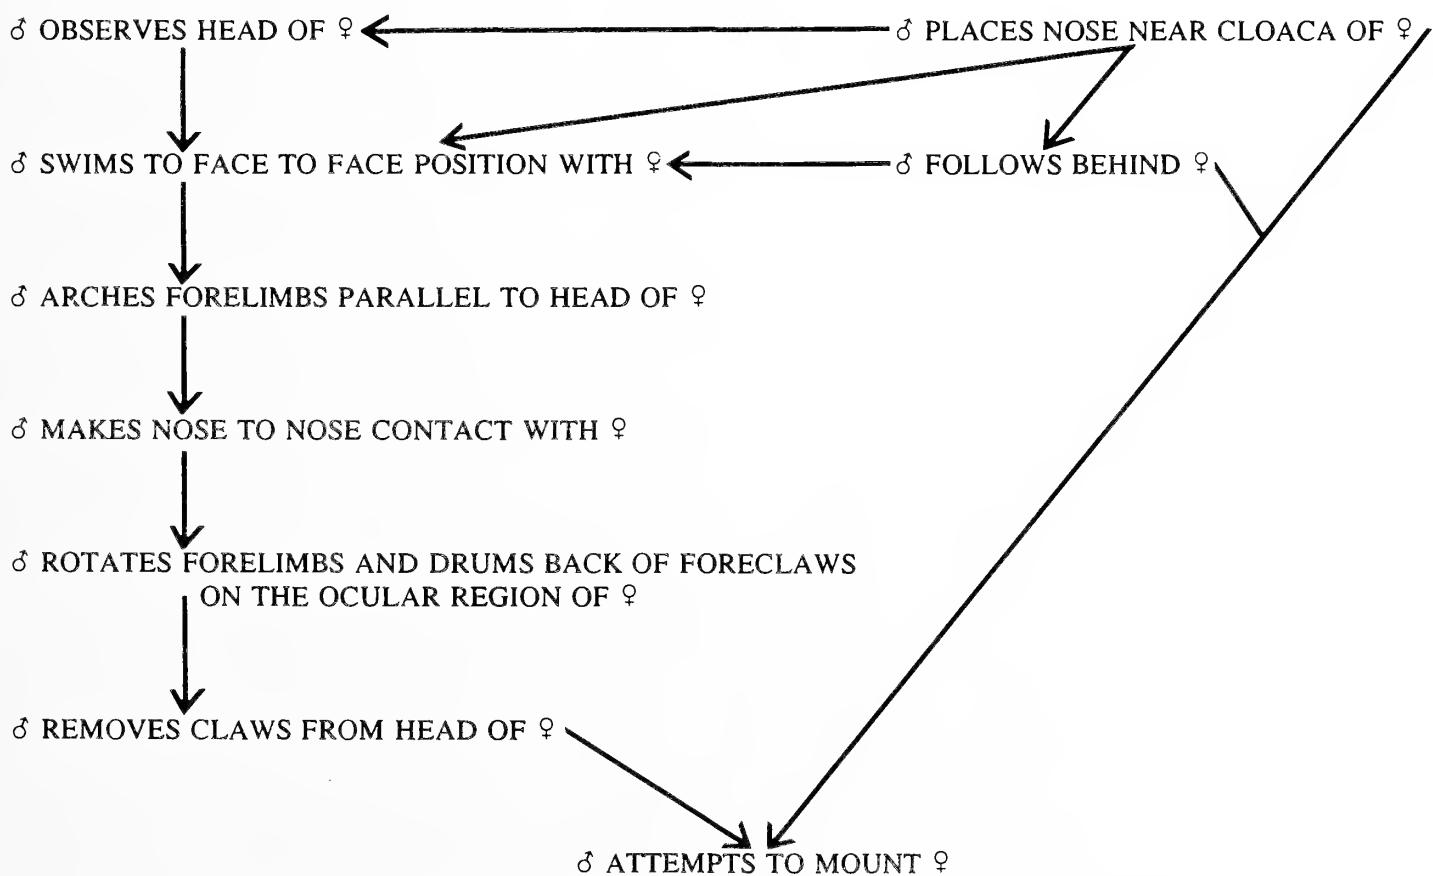 ♂ OBSERVES HEAD OF ♀
♂ PLACES NOSE NEAR CLOACA OF ♀
♂ SWIMS TO FACE TO FACE POSITION WITH ♀
♂ FOLLOWS BEHIND ♀
♂ ARCHES FORELIMBS PARALLEL TO HEAD OF ♀
♂ MAKES NOSE TO NOSE CONTACT WITH ♀
♂ ROTATES FORELIMBS AND DRUMS BACK OF FORECLAWS
ON THE OCULAR REGION OF ♀
♂ REMOVES CLAWS FROM HEAD OF ♀
♂ ATTEMPTS TO MOUNT ♀